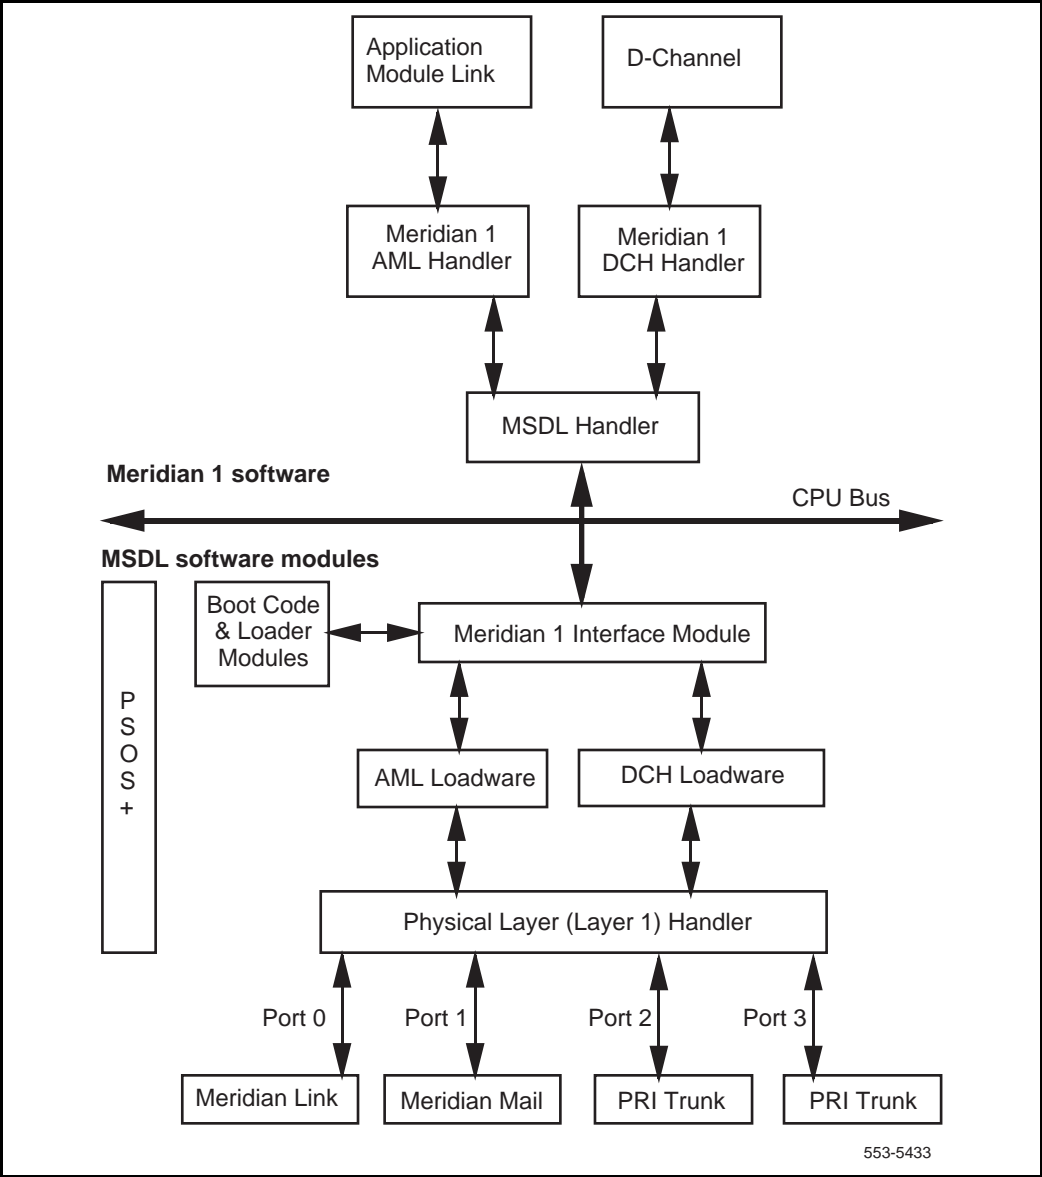 Application
Module Link
D-Channel
Meridian 1
AML Handler
Meridian 1
DCH Handler
MSDL Handler
Meridian 1 software
CPU Bus
MSDL software modules
Boot Code
& Loader
Modules
Meridian 1 Interface Module
P
S
O
S
+
AML Loadware
DCH Loadware
Physical Layer (Layer 1) Handler
Port 0
Port 1
Port 2
Port 3
Meridian Link
Meridian Mail
PRI Trunk
PRI Trunk
553-5433